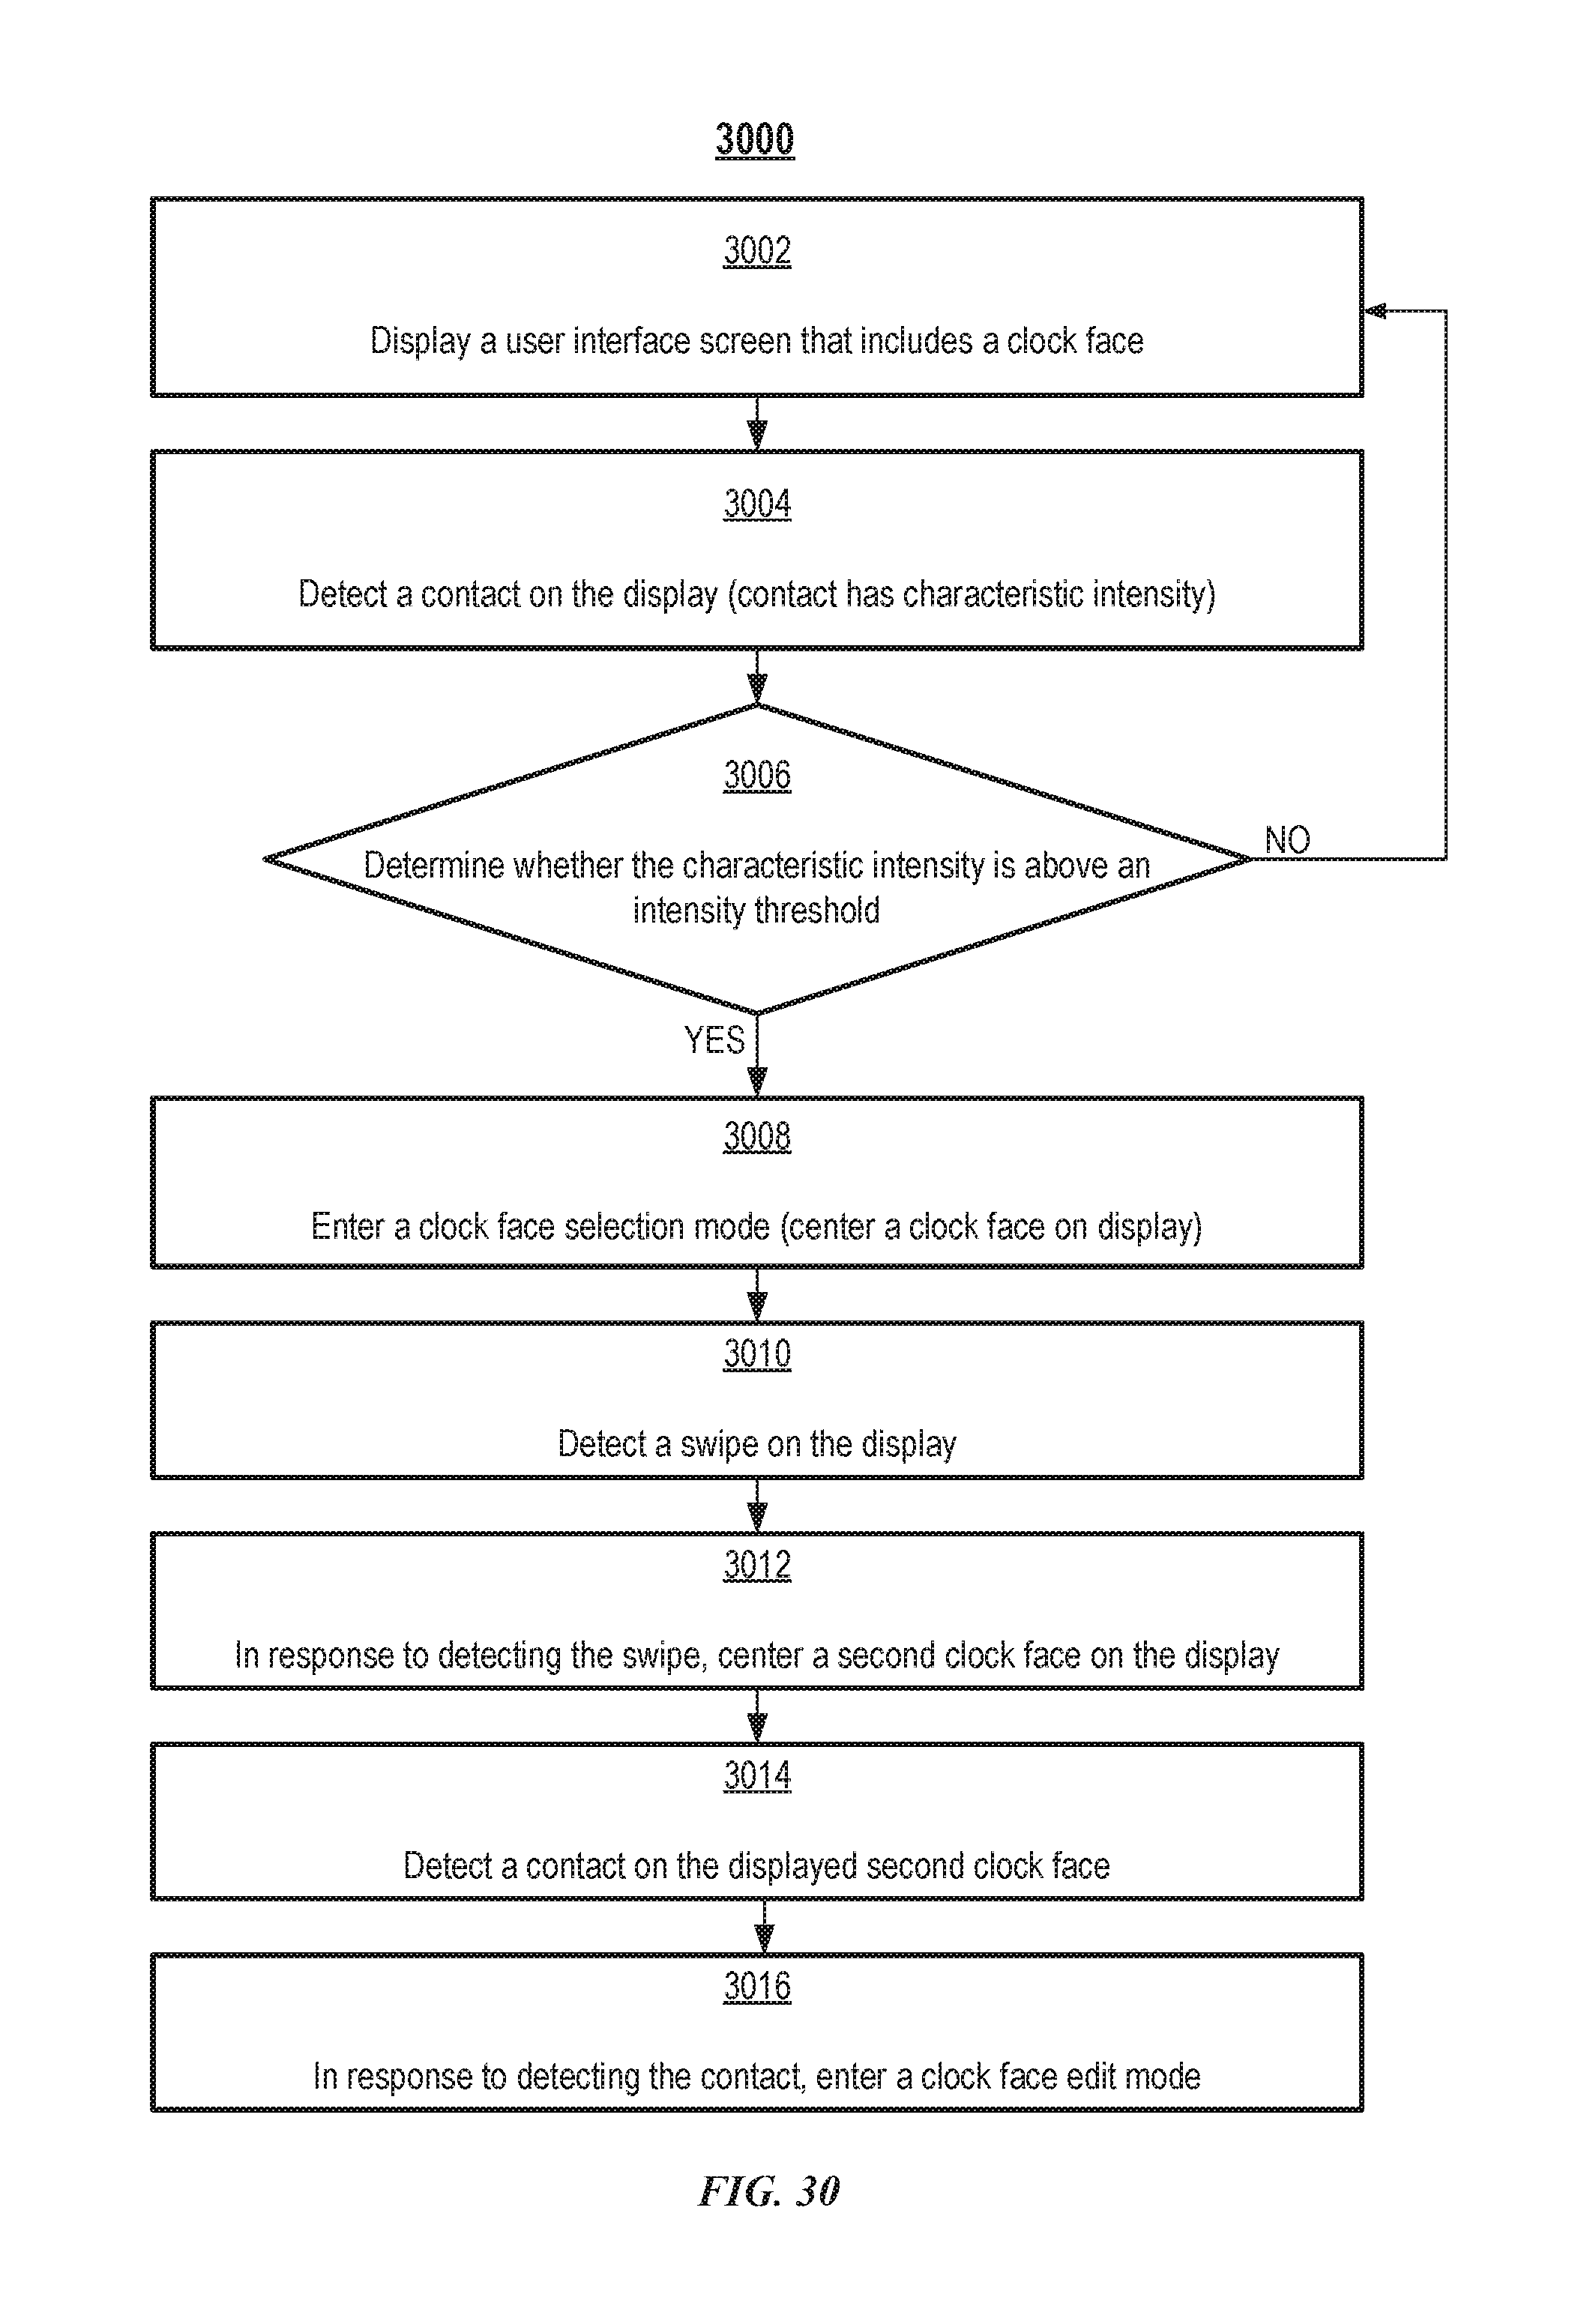 3000
3002
Display a user interface screen that includes a clock face
3004
Detect a contact on the display (contact has characteristic intensity)
3006
Determine whether the characteristic intensity is above an
intensity threshold
NO
YES
3008
Enter a clock face selection mode (center a clock face on display)
3010
Detect a swipe on the display
3012
In response to detecting the swipe, center a second clock face on the display
3014
Detect a contact on the displayed second clock face
3016
In response to detecting the contact, enter a clock face edit mode
FIG. 30